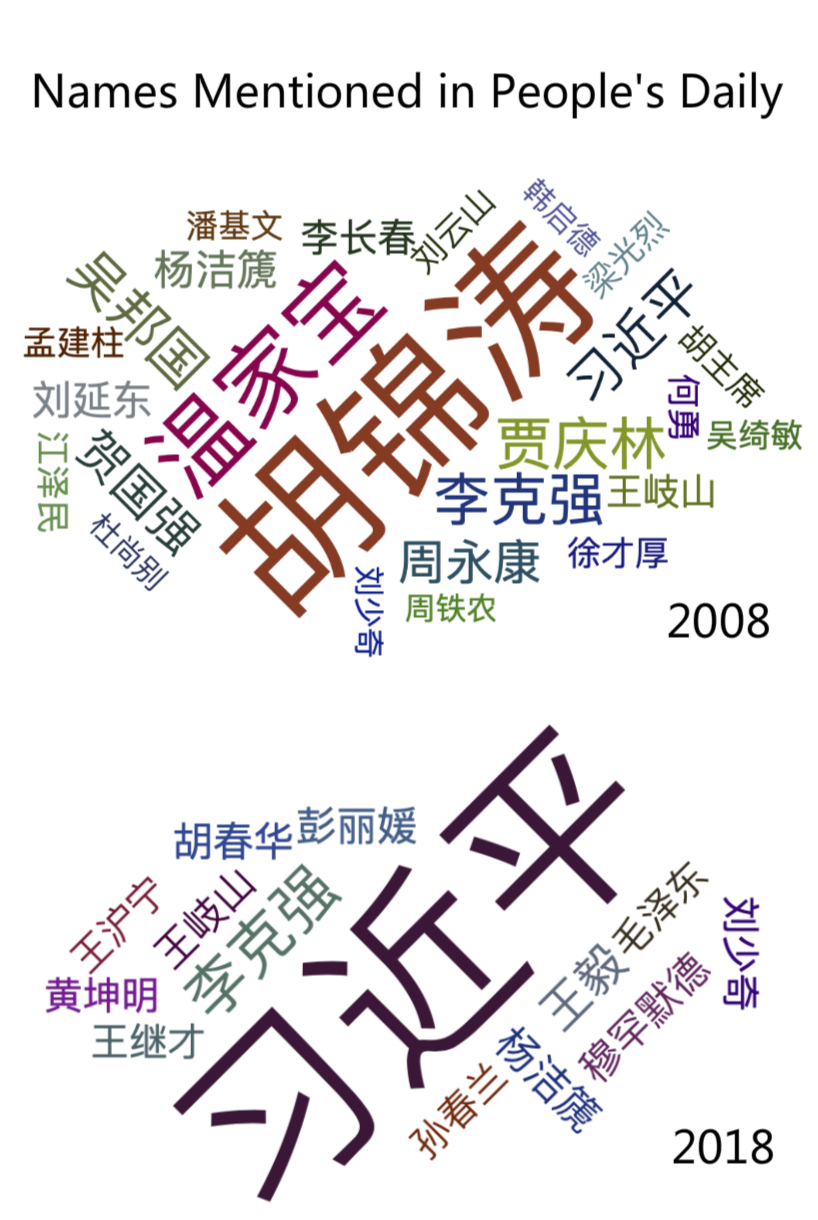 Names Mentioned in People's Daily
潘基文
李长春
刘云山
韩启德
梁光烈
杨洁篪
吴邦国
温家宝
胡锦涛
习近平
胡主席
孟建柱
刘延东
何勇
吴绮敏
贾庆林
江泽民
贺国强
李克强
王岐山
杜尚别
周永康
徐才厚
刘少奇
周铁农
2008
习近平
彭丽媛
胡春华
王沪宁
王岐山
李克强
毛泽东
刘少奇
黄坤明
王毅
穆罕默德
王继才
杨洁篪
孙春兰
2018